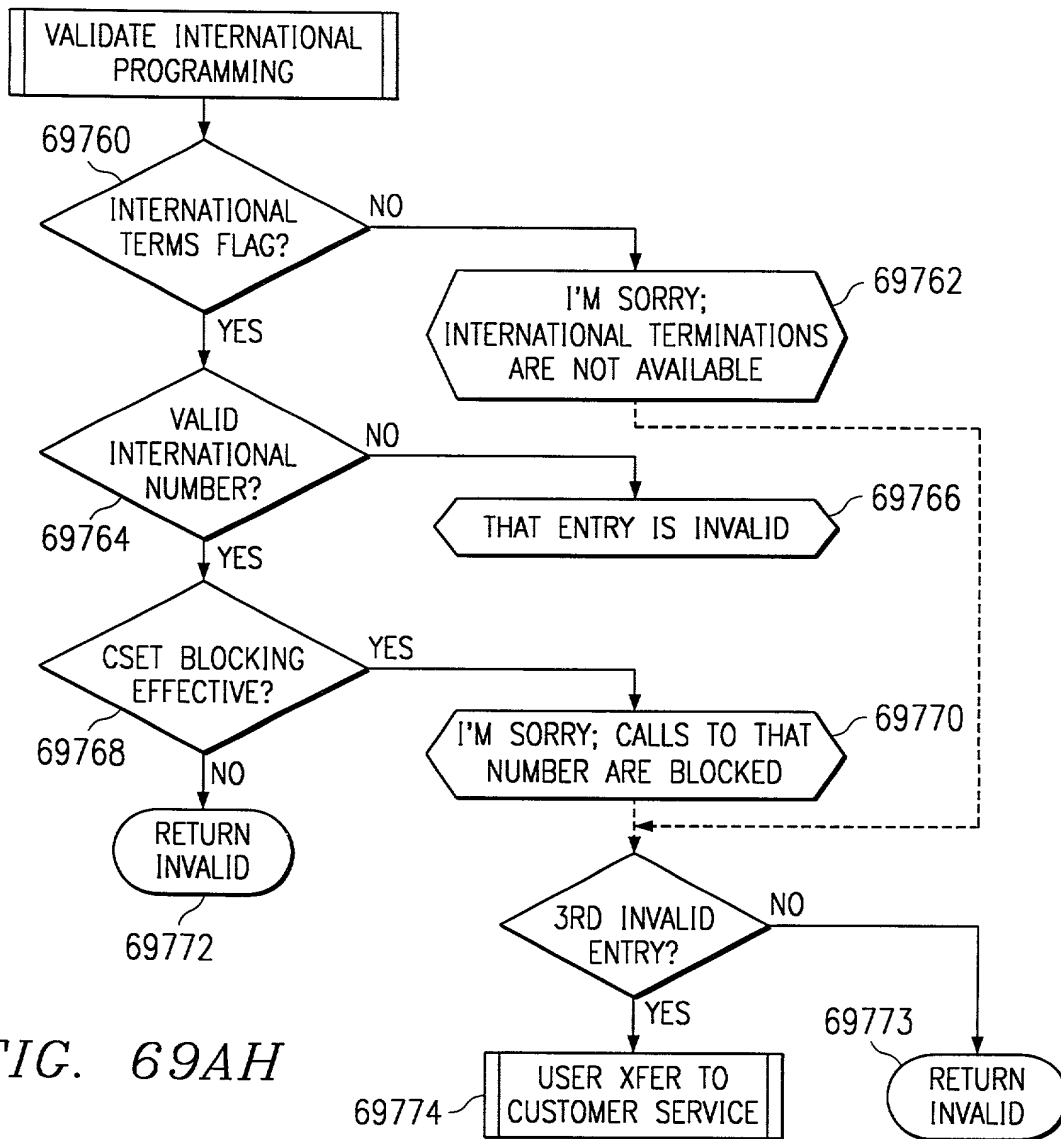 VALIDATE INTERNATIONAL
PROGRAMMING
69760
INTERNATIONAL
TERMS FLAG?
NO
YES
I'M SORRY;
INTERNATIONAL TERMINATIONS
ARE NOT AVAILABLE
69762
VALID
INTERNATIONAL
NUMBER?
NO
69764
YES
THAT ENTRY IS INVALID
69766
CSET BLOCKING
EFFECTIVE?
YES
69768
NO
I'M SORRY; CALLS TO THAT
NUMBER ARE BLOCKED
69770
RETURN
INVALID
69772
3RD INVALID
ENTRY?
NO
YES
69773
USER XFER TO
CUSTOMER SERVICE
69774
RETURN
INVALID
FIG. 69AH